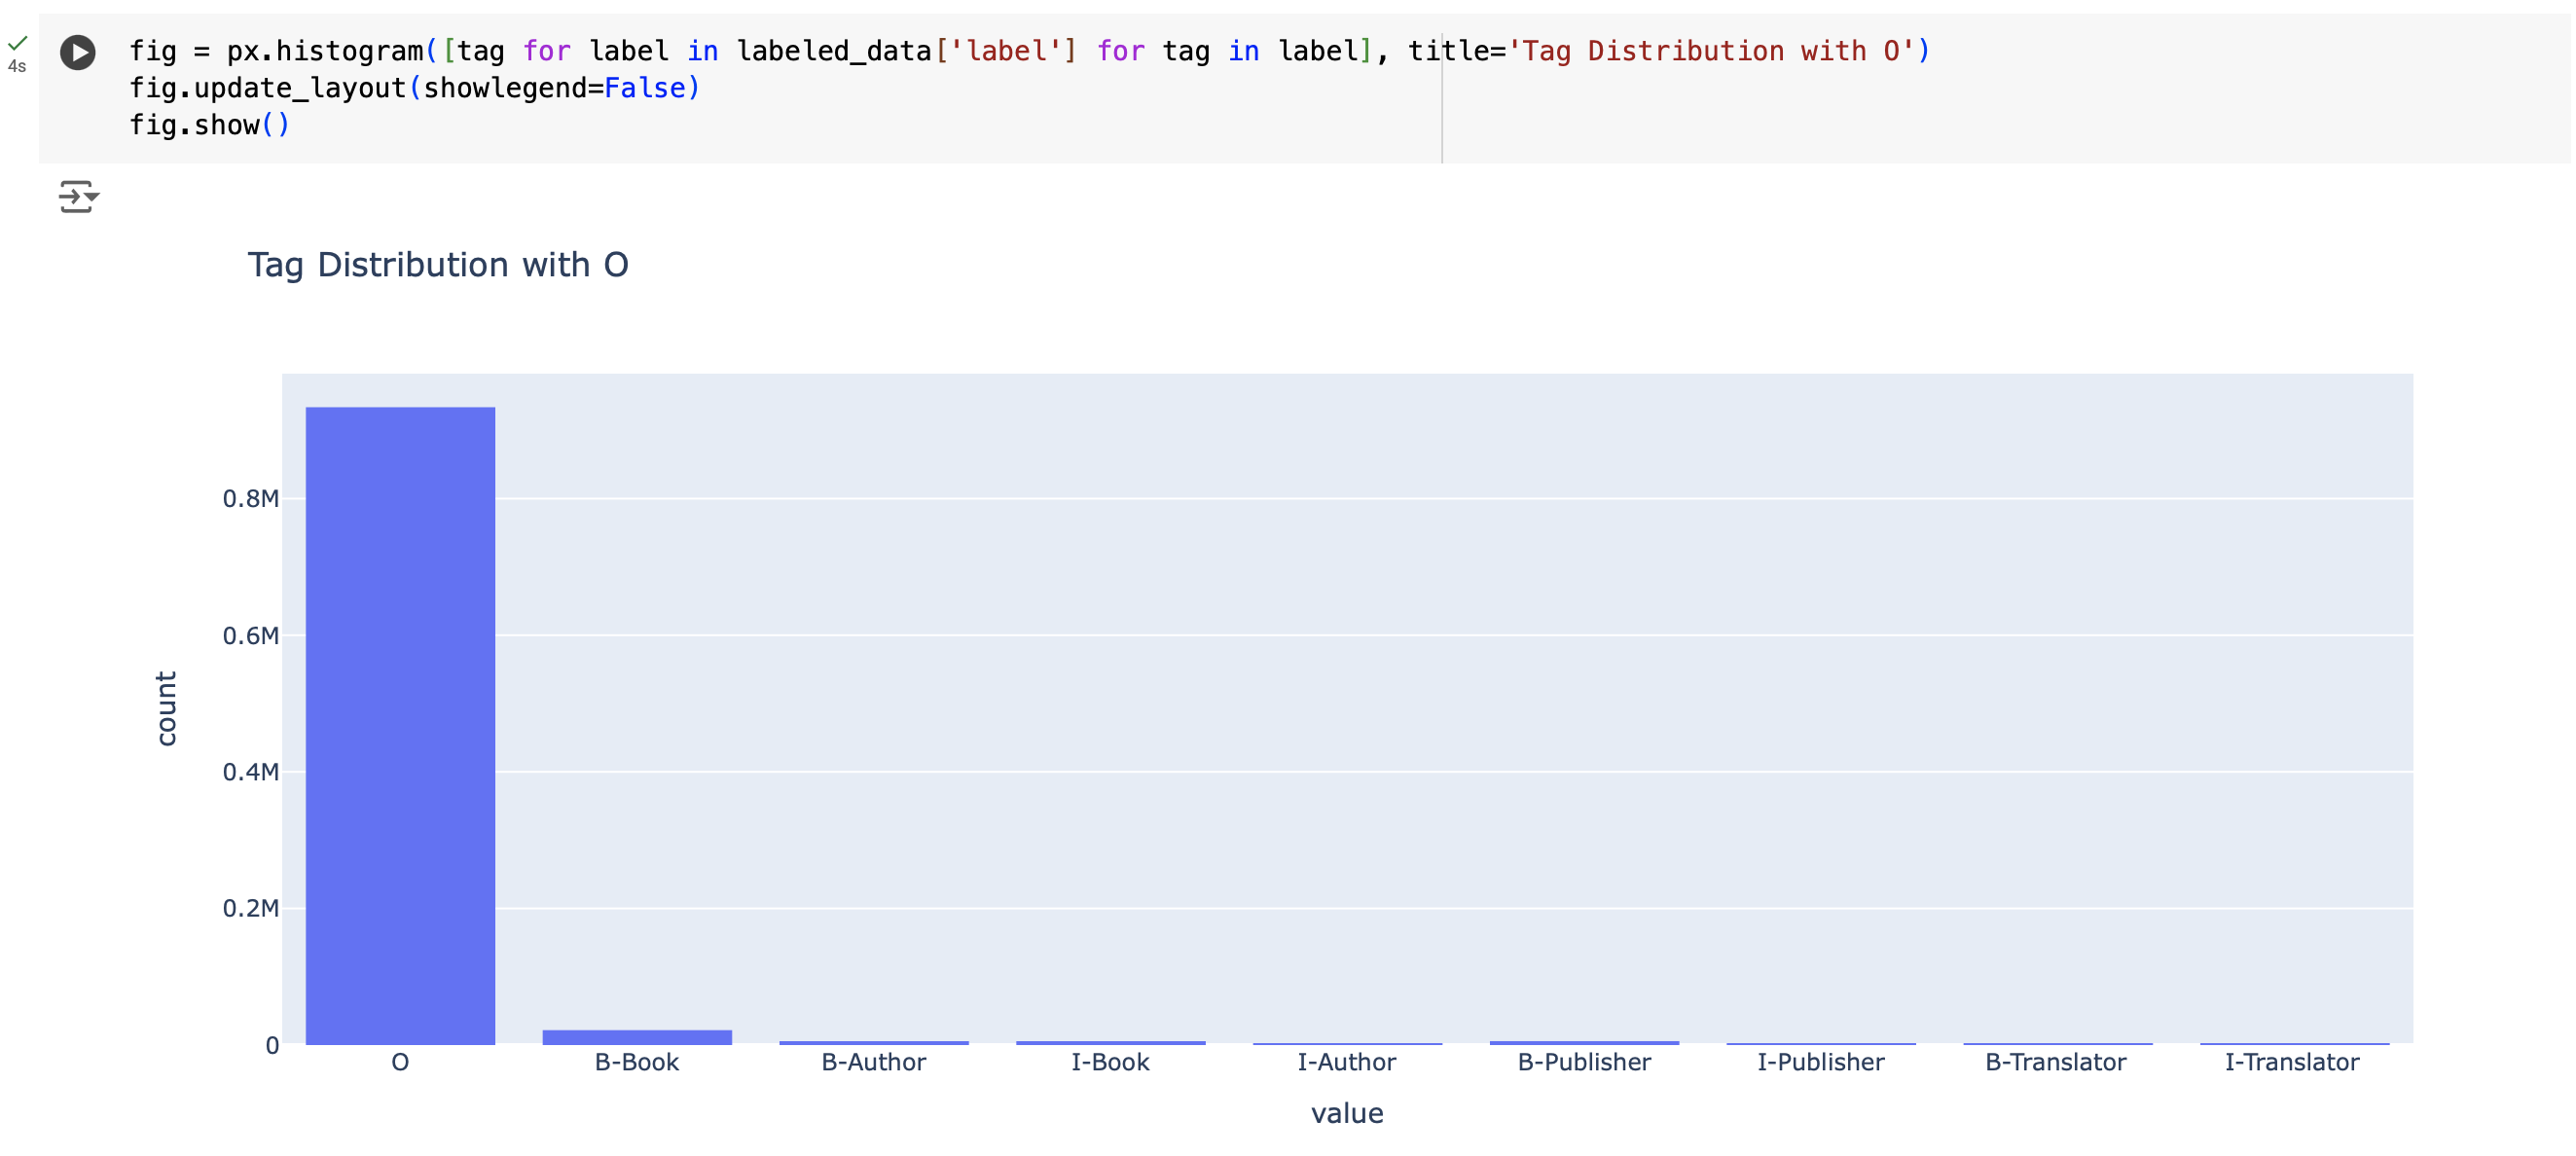 fig = px.histogram([tag for label in labeled_data['label'] for tag in label], title='Tag Distribution with O')
4s
fig.update_layout(showlegend=False)
fig.show()
Tag Distribution with O
0.8M
0.6M
0.4M
0.2M
0
count
O B-Book B-Author I-Book I-Author B-Publisher I-Publisher B-Translator I-Translator
value